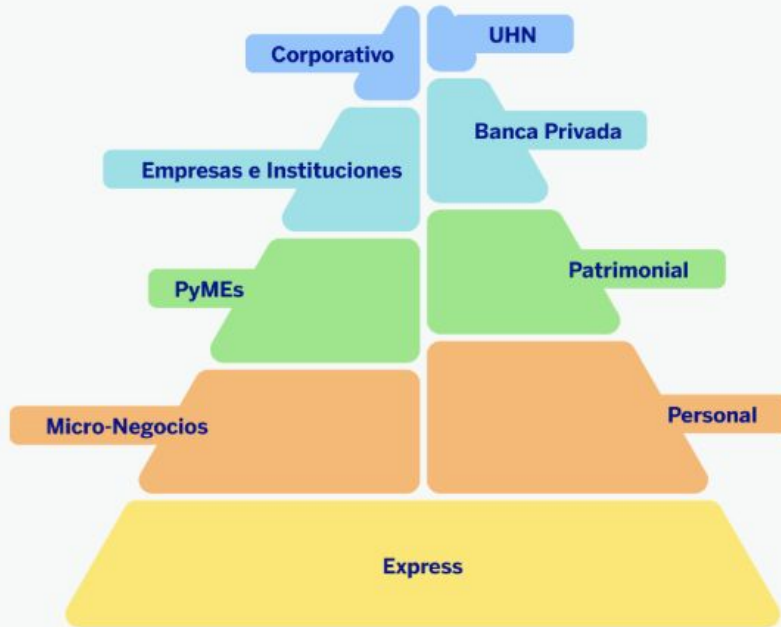 Corporativo
UHN
Empresas e Instituciones
Banca Privada
PyMEs
Patrimonial
Micro-Negocios
Personal
Express